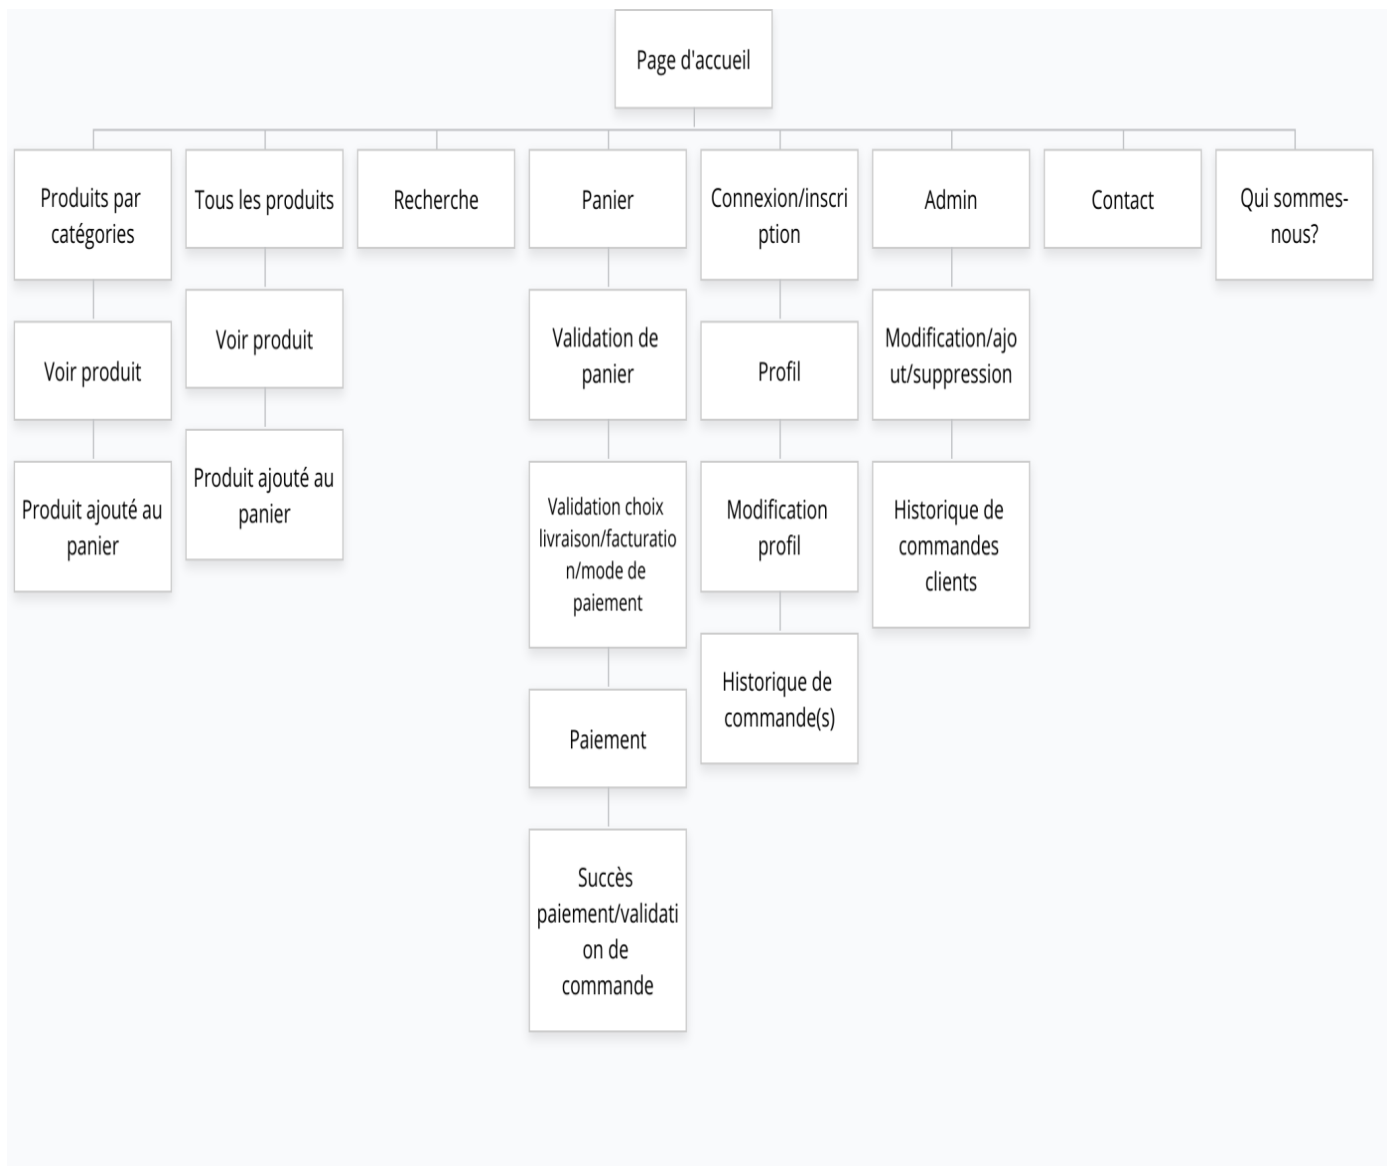 Page d'accueil
Produits par
catégories
Tous les produits
Recherche
Panier
Connexion/inscri
ption
Admin
Contact
Qui sommes-
nous?
Voir produit
Produit ajouté au
panier
Voir produit
Produit ajouté au
panier
Validation de
panier
Validation choix
livraison/facturatio
n/mode de
paiement
Paiement
Succès
paiement/validati
on de
commande
Profil
Modification
profil
Historique de
commande(s)
Modification/ajo
ut/suppression
Historique de
commandes
clients